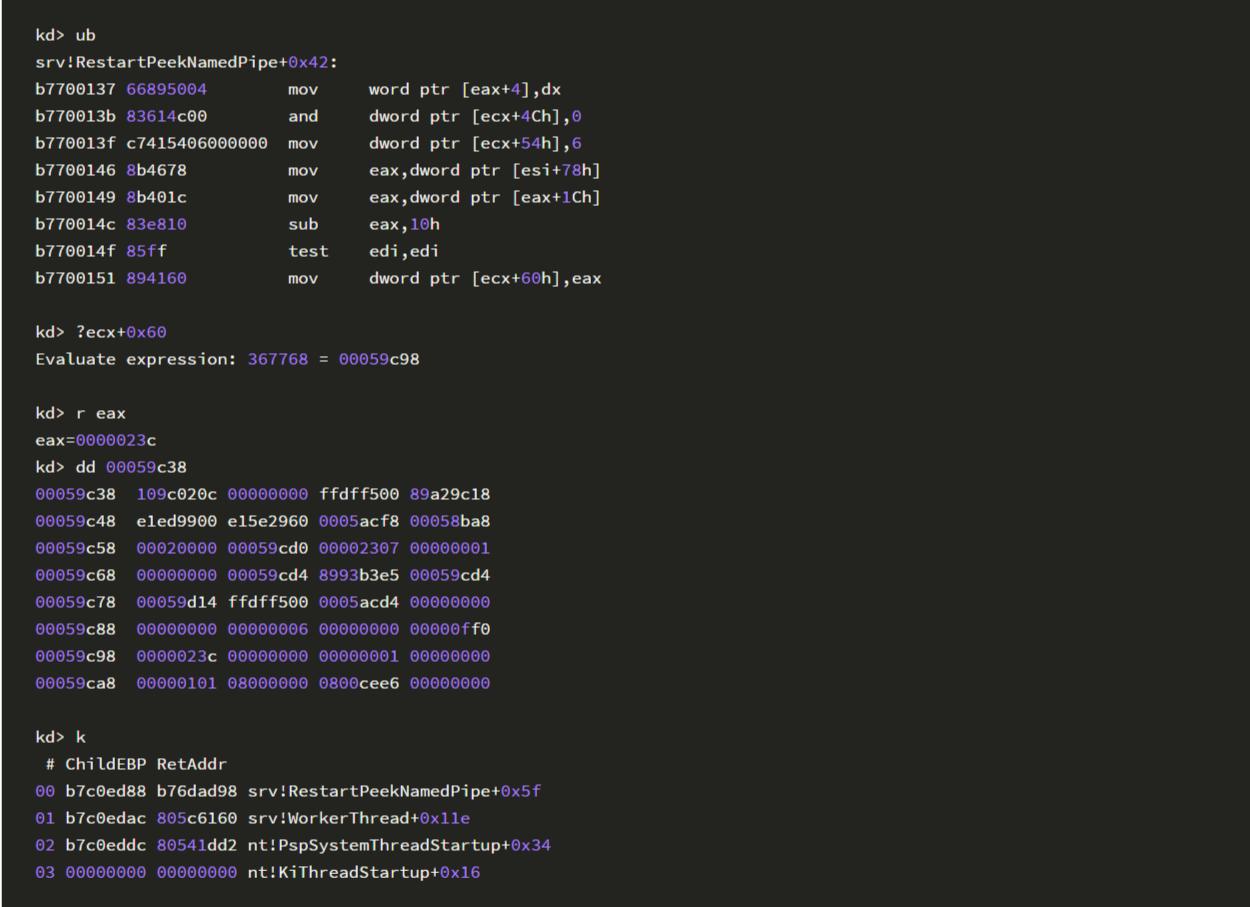 kd> ub
srv!RestartPeekNamedPipe+0x42:
b7700137 66895004        mov     word ptr [eax+4],dx
b770013b 83614c00        and     dword ptr [ecx+4Ch],0
b770013f c7415406000000  mov     dword ptr [ecx+54h],6
b7700146 8b4678          mov     eax,dword ptr [esi+78h]
b7700149 8b401c          mov     eax,dword ptr [eax+1Ch]
b770014c 83e810          sub     eax,10h
b770014f 85ff            test    edi,edi
b7700151 894160          mov     dword ptr [ecx+60h],eax
kd> ?ecx+0x60
Evaluate expression: 367768 = 00059c98
kd> r eax
eax=0000023c
kd> dd 00059c38
00059c38  109c020c 00000000 ffdff500 89a29c18
00059c48  e1ed9900 e15e2960 0005acf8 00058ba8
00059c58  00020000 00059cd0 00002307 00000001
00059c68  00000000 00059cd4 8993b3e5 00059cd4
00059c78  00059d14 ffdff500 0005acd4 00000000
00059c88  00000000 00000006 00000000 00000ff0
00059c98  0000023c 00000000 00000001 00000000
00059ca8  00000101 08000000 0800cee6 00000000
kd> k
 # ChildEBP RetAddr
00 b7c0ed88 b76dad98 srv!RestartPeekNamedPipe+0x5f
01 b7c0edac 805c6160 srv!WorkerThread+0x11e
02 b7c0eddc 80541dd2 nt!PspSystemThreadStartup+0x34
03 00000000 00000000 nt!KiThreadStartup+0x16